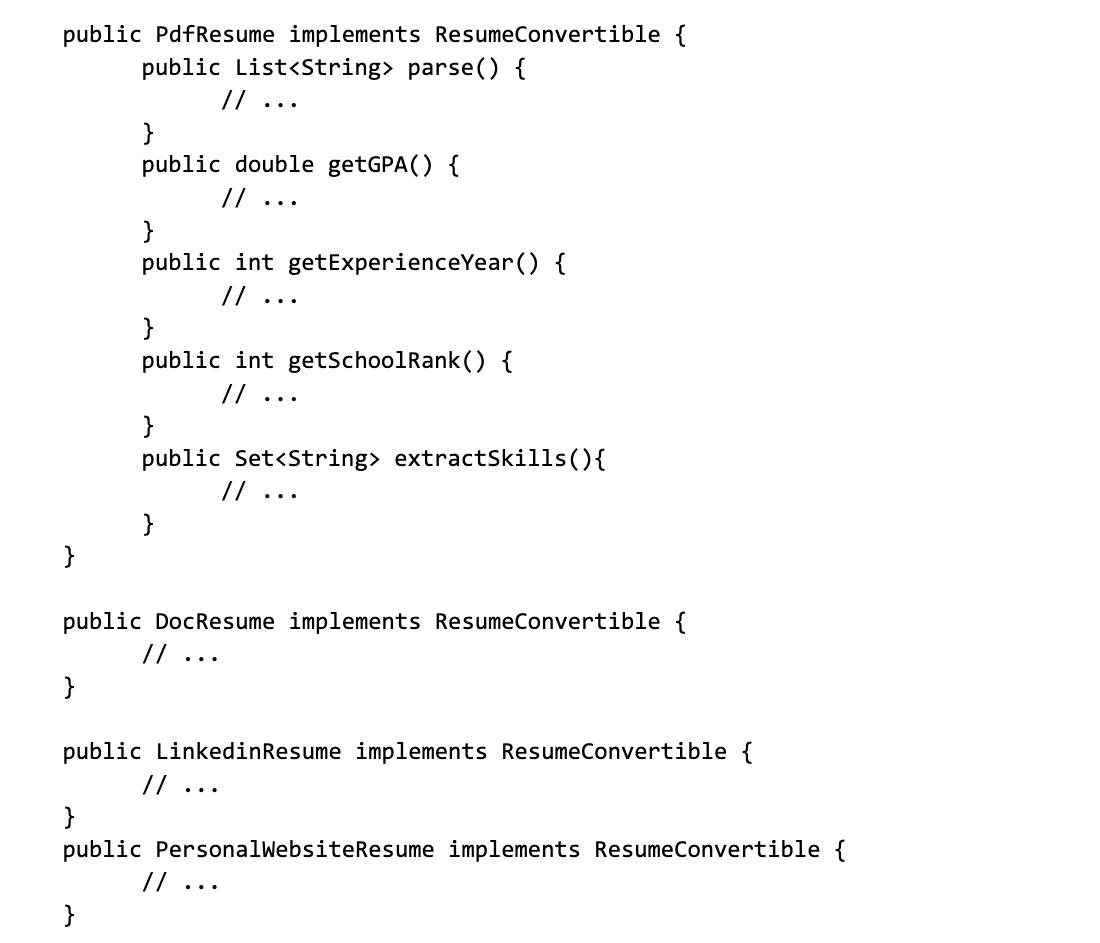 public PdfResume implements ResumeConvertible {
public List<String> parse() {
// ...
}
public double getGPA() {
// ...
}
public int getExperienceYear() {
// ...
}
public int getSchoolRank() {
// ...
}
public Set<String> extractSkills(){
// ...
}
}
public DocResume implements ResumeConvertible {
// ...
}
public LinkedinResume implements ResumeConvertible {
// ...
}
public PersonalWebsiteResume implements ResumeConvertible {
// ...
}